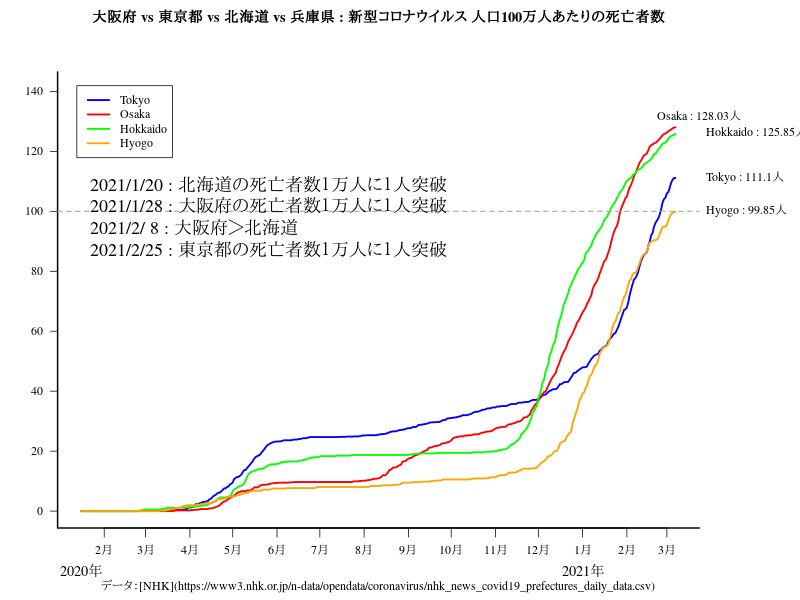 大阪府 vs 東京都 vs 北海道 vs 兵庫県 : 新型コロナウイルス 人口100万人あたりの死亡者数
140
120
100
80
60
40
20
0
Tokyo
Osaka
Hokkaido
Hyogo
2021/1/20 : 北海道の死亡者数1万人に1人突破
2021/1/28 : 大阪府の死亡者数1万人に1人突破
2021/2/ 8 : 大阪府＞北海道
2021/2/25 : 東京都の死亡者数1万人に1人突破
Osaka : 128.03人
Hokkaido : 125.85人
Tokyo : 111.1人
Hyogo : 99.85人
2月 3月 4月 5月 6月 7月 8月 9月 10月 11月 12月 1月 2月 3月
2020年 2021年
データ：[NHK](https://www3.nhk.or.jp/n-data/opendata/coronavirus/nhk_news_covid19_prefectures_daily_data.csv)